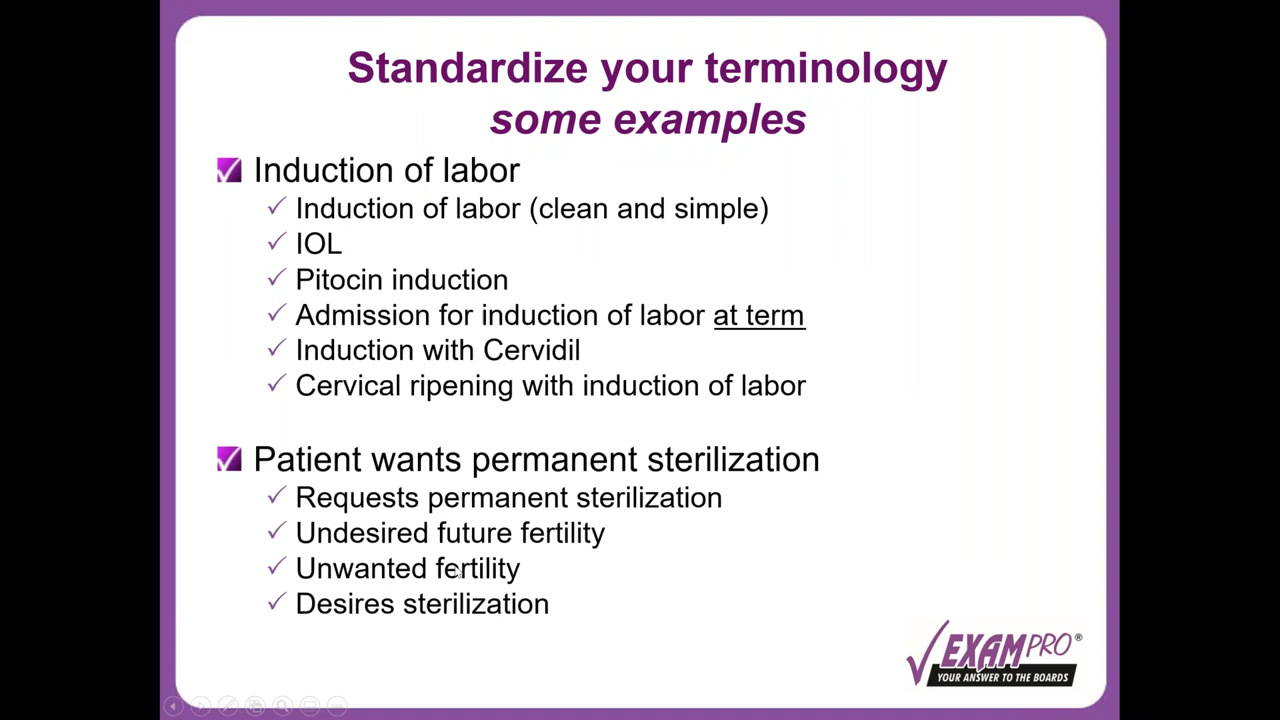 Standardize your terminology
some examples
Induction of labor
Induction of labor (clean and simple)
IOL
Pitocin induction
Admission for induction of labor at term
Induction with Cervidil
Cervical ripening with induction of labor
Patient wants permanent sterilization
Requests permanent sterilization
Undesired future fertility
Unwanted fertility
Desires sterilization
EXAMPRO®
YOUR ANSWER TO THE BOARDS